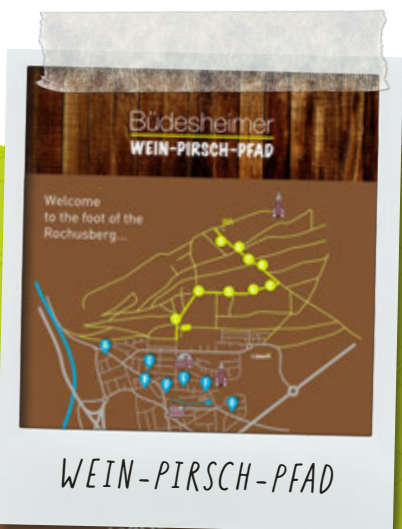 Büdesheimer
WEIN-PIRSCH-PFAD
Welcome
to the foot of the
Rochusberg...
WEIN-PIRSCH-PFAD